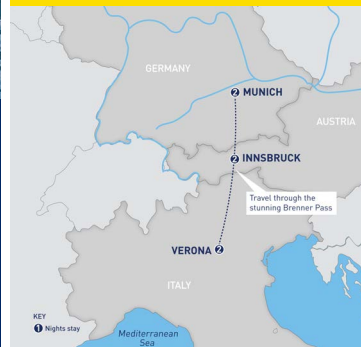 GERMANY
2 MUNICH
AUSTRIA
2 INNSBRUCK
Travel through the
stunning Brenner Pass
VERONA 2
ITALY
KEY
1 Nights stay
Mediterranean
Sea